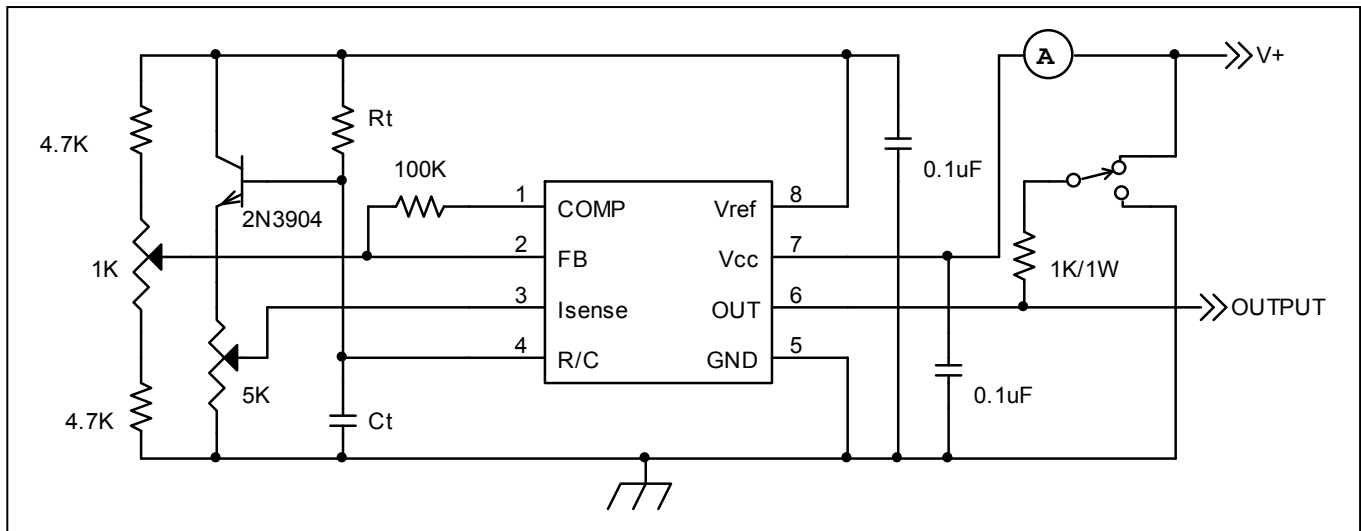 A
V+
Rt
4.7K
100K
0.1uF
1
COMP
Vref
8
2N3904
2
FB
Vcc
7
1K
1K/1W
3
Isense
OUT
6
OUTPUT
4
R/C
GND
5
5K
0.1uF
4.7K
Ct